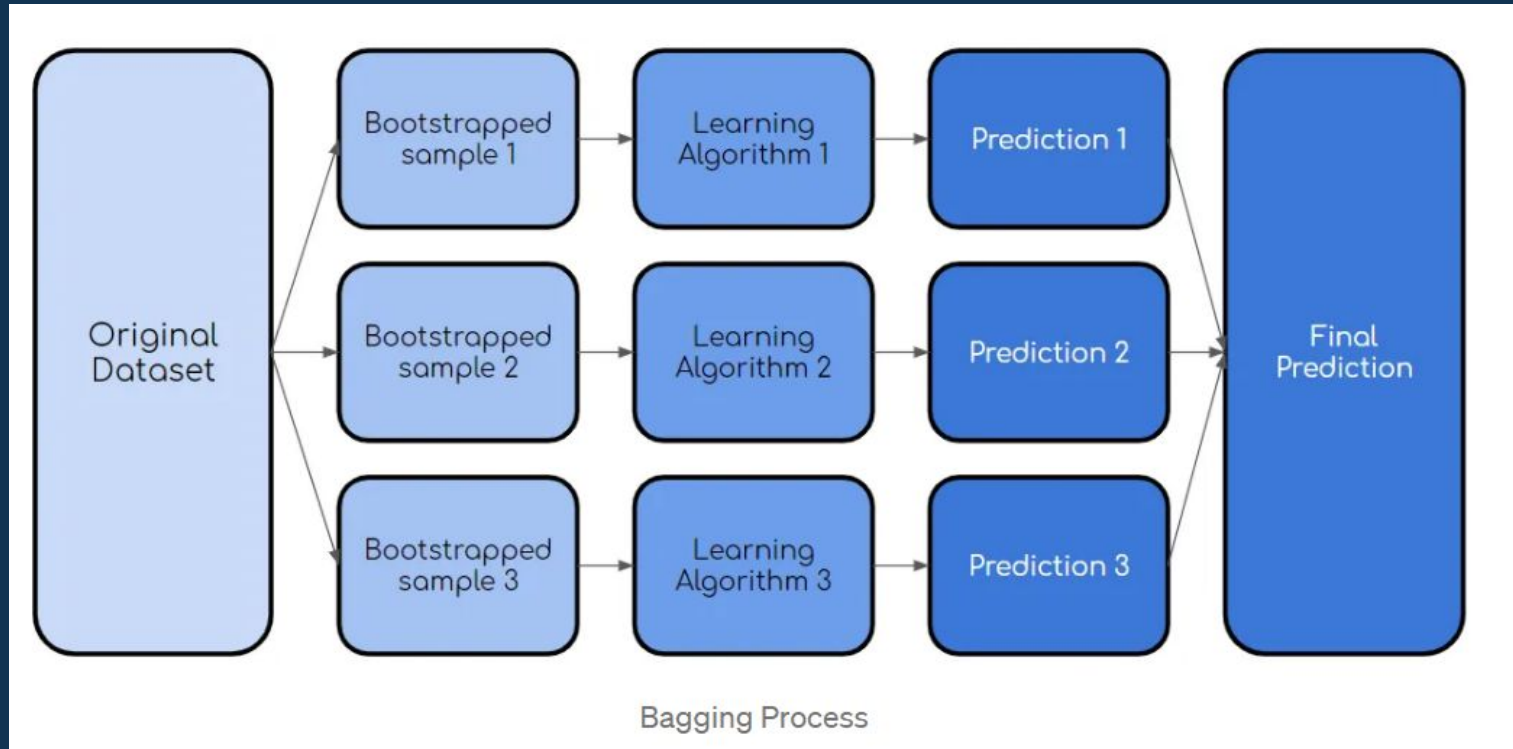 Original
Dataset
Bootstrapped
sample 1
Learning
Algorithm 1
Prediction 1
Bootstrapped
sample 2
Learning
Algorithm 2
Prediction 2
Bootstrapped
sample 3
Learning
Algorithm 3
Prediction 3
Final
Prediction
Bagging Process